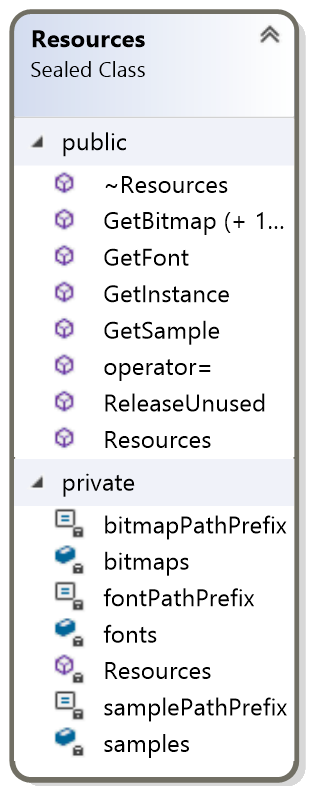 Resources
Sealed Class
public
~Resources
GetBitmap (+ 1...
GetFont
GetInstance
GetSample
operator=
ReleaseUnused
Resources
private
bitmapPathPrefix
bitmaps
fontPathPrefix
fonts
Resources
samplePathPrefix
samples